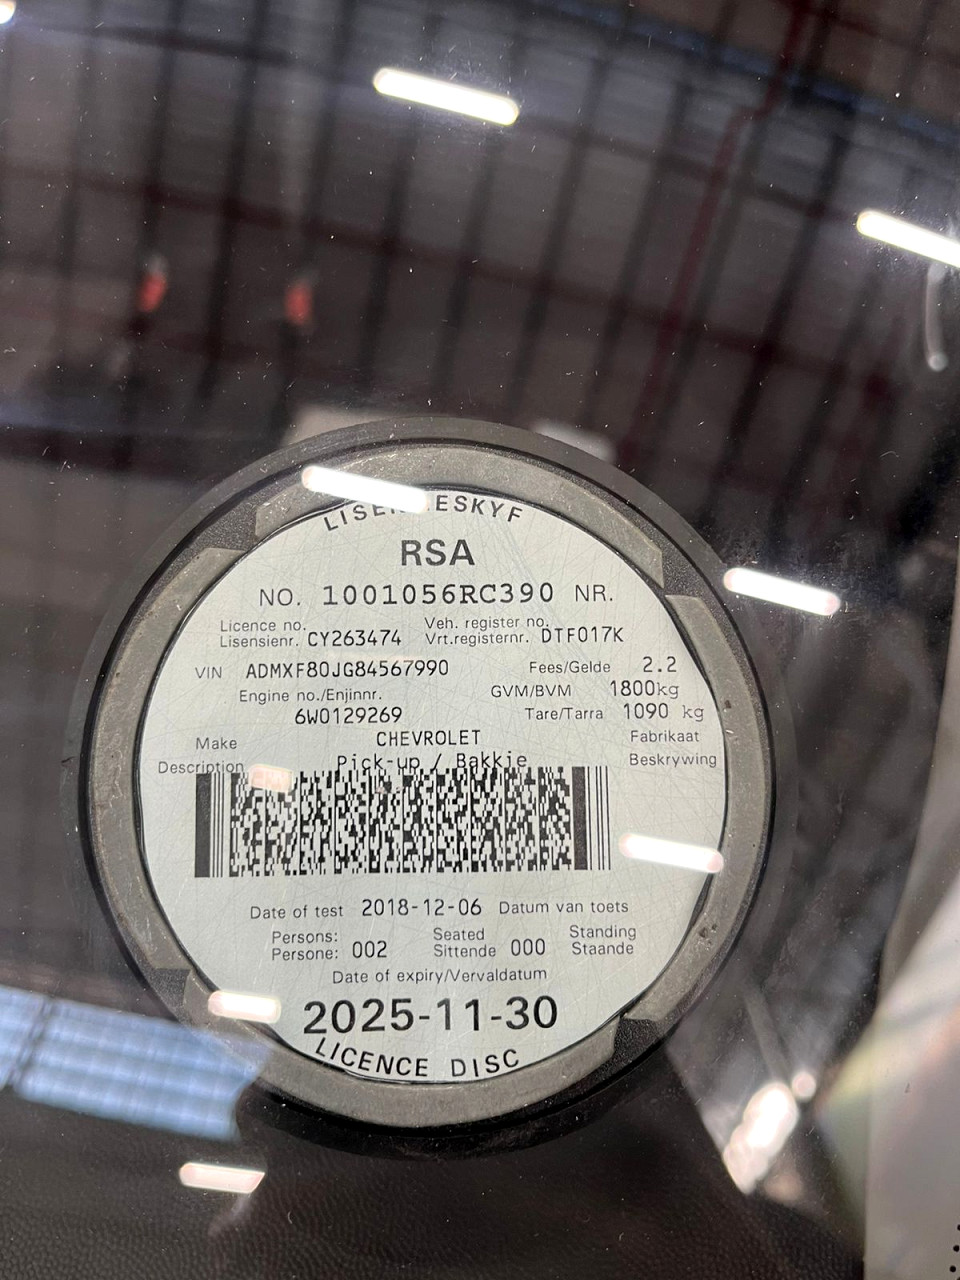 LISENSIESKYF
RSA
NO. 1001056RC390 NR.
Licence no. Veh. register no.
Lisensienr. CY263474 Vrt.registernr. DTF017K
VIN ADMXF80JG84567990 Fees/Gelde 2.2
Engine no./Enjinnr. GVM/BVM 1800kg
6W0129269 Tare/Tarra 1090 kg
Make CHEVROLET Fabrikaat
Description Pick-up / Bakkie Beskrywing
Date of test 2018-12-06 Datum van toets
Persons: Seated Standing
Persone: 002 Sittende 000 Staande
Date of expiry/Vervaldatum
2025-11-30
LICENCE DISC